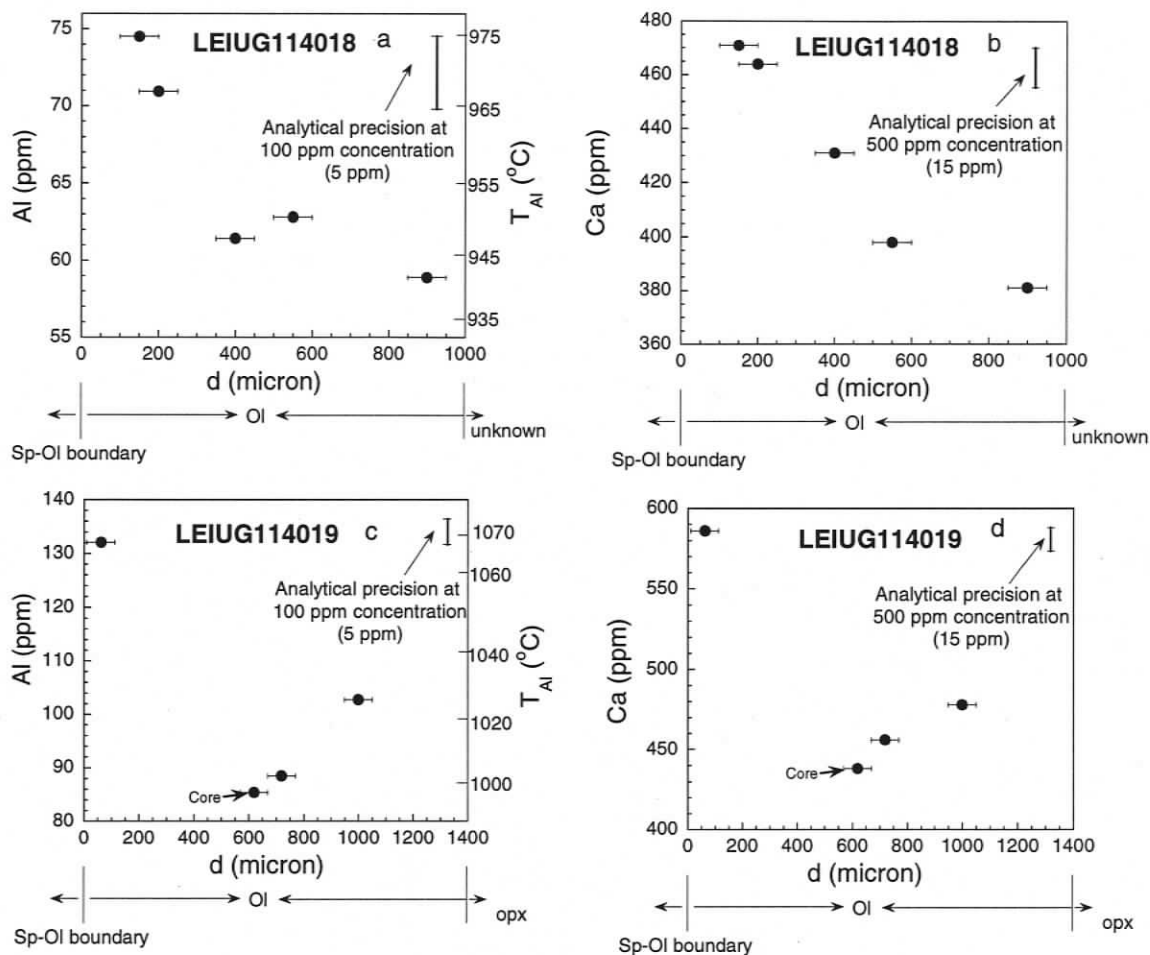 LEIUG114018 a
75
70
65
60
55
Al (ppm)
975
965
955
945
935
T_Al (°C)
Analytical precision at
100 ppm concentration
(5 ppm)
0 200 400 600 800 1000
d (micron)
Ol
unknown
Sp-Ol boundary
LEIUG114018 b
480
460
440
420
400
380
360
Ca (ppm)
Analytical precision at
500 ppm concentration
(15 ppm)
0 200 400 600 800 1000
d (micron)
Ol
unknown
Sp-Ol boundary
LEIUG114019 c
140
130
120
110
100
90
80
Al (ppm)
1070
1060
1040
1020
1000
T_Al (°C)
Analytical precision at
100 ppm concentration
(5 ppm)
Core
0 200 400 600 800 1000 1200 1400
d (micron)
Ol
opx
Sp-Ol boundary
LEIUG114019 d
600
550
500
450
400
Ca (ppm)
Analytical precision at
500 ppm concentration
(15 ppm)
Core
0 200 400 600 800 1000 1200 1400
d (micron)
Ol
opx
Sp-Ol boundary